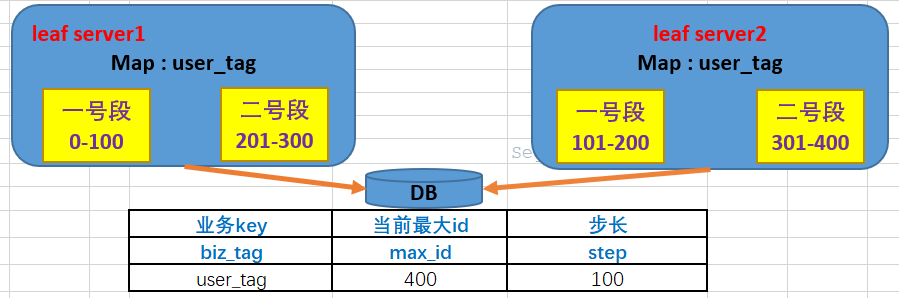 leaf server1
Map : user_tag
一号段
0-100
二号段
201-300
leaf server2
Map : user_tag
一号段
101-200
二号段
301-400
Se
DB
业务key 当前最大id 步长
biz_tag max_id step
user_tag 400 100